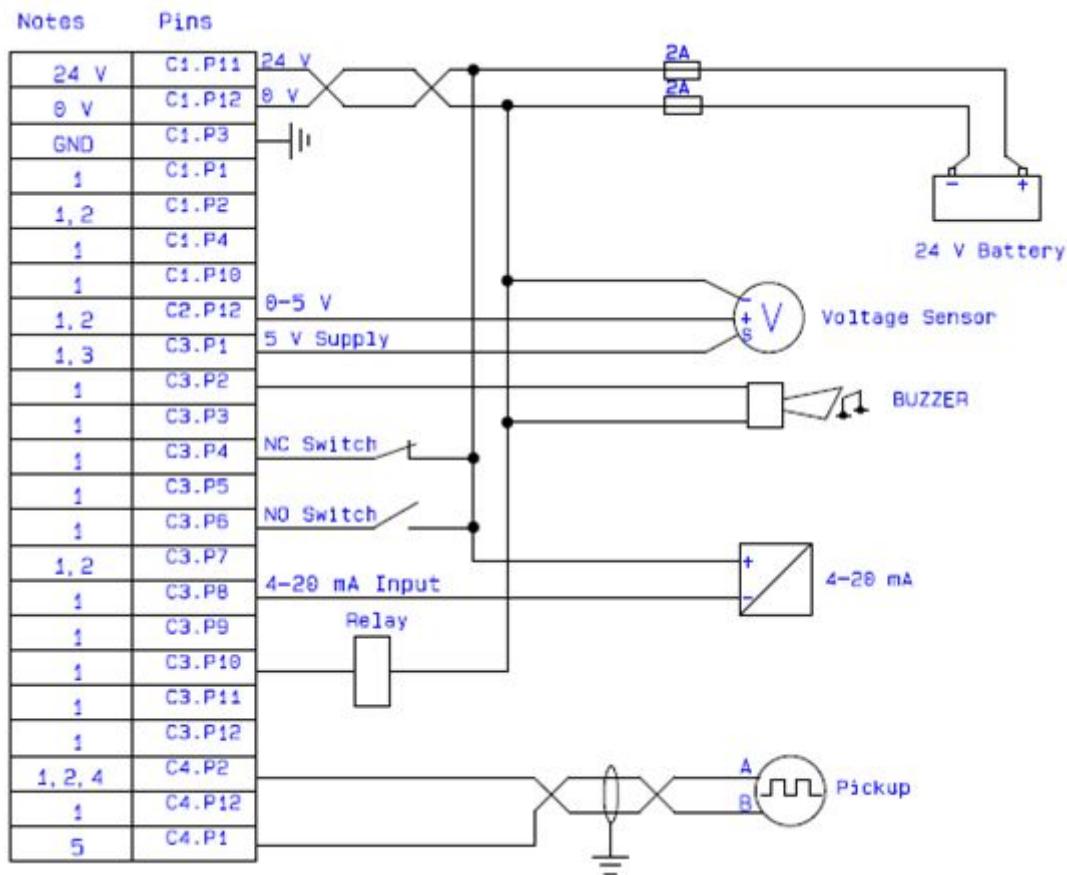 Notes Pins
24 V C1.P11 24 V
0 V C1.P12 0 V
GND C1.P3
1 C1.P1
1,2 C1.P2
1 C1.P4
1 C1.P10
1,2 C2.P12 0-5 V
1,3 C3.P1 5 V Supply
1 C3.P2
1 C3.P3
1 C3.P4 NC Switch
1 C3.P5
1 C3.P6 NO Switch
1,2 C3.P7
1 C3.P8 4-20 mA Input
1 C3.P9
1 C3.P10
1 C3.P11
1 C3.P12
1,2,4 C4.P2
1 C4.P12
5 C4.P1
Relay
2A
2A
- +
24 V Battery
-
+
S
V
Voltage Sensor
BUZZER
+
-
4-20 mA
A
B
Pickup